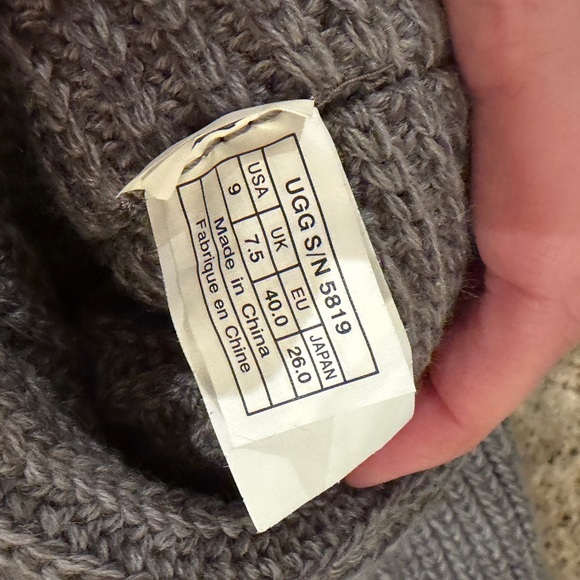 UGG S/N 5819
USA UK EU JAPAN
9 7.5 40.0 26.0
Made in China
Fabrique en Chine